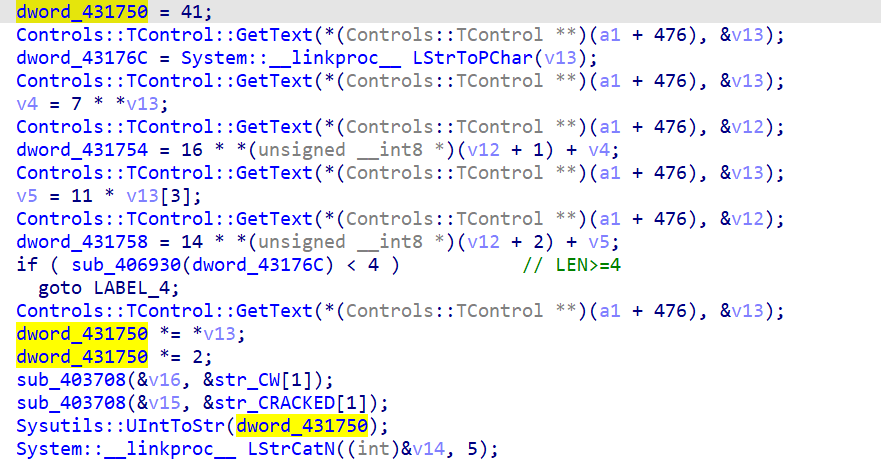 dword_431750 = 41;
Controls::TControl::GetText(*(Controls::TControl **)(a1 + 476), &v13);
dword_43176C = System::__linkproc__ LStrToPChar(v13);
Controls::TControl::GetText(*(Controls::TControl **)(a1 + 476), &v13);
v4 = 7 * *v13;
Controls::TControl::GetText(*(Controls::TControl **)(a1 + 476), &v12);
dword_431754 = 16 * *(unsigned __int8 *)(v12 + 1) + v4;
Controls::TControl::GetText(*(Controls::TControl **)(a1 + 476), &v13);
v5 = 11 * v13[3];
Controls::TControl::GetText(*(Controls::TControl **)(a1 + 476), &v12);
dword_431758 = 14 * *(unsigned __int8 *)(v12 + 2) + v5;
if ( sub_406930(dword_43176C) < 4 ) // LEN>=4
goto LABEL_4;
Controls::TControl::GetText(*(Controls::TControl **)(a1 + 476), &v13);
dword_431750 *= *v13;
dword_431750 *= 2;
sub_403708(&v16, &str_CW[1]);
sub_403708(&v15, &str_CRACKED[1]);
Sysutils::UIntToStr(dword_431750);
System::__linkproc__ LStrCatN((int)&v14, 5);